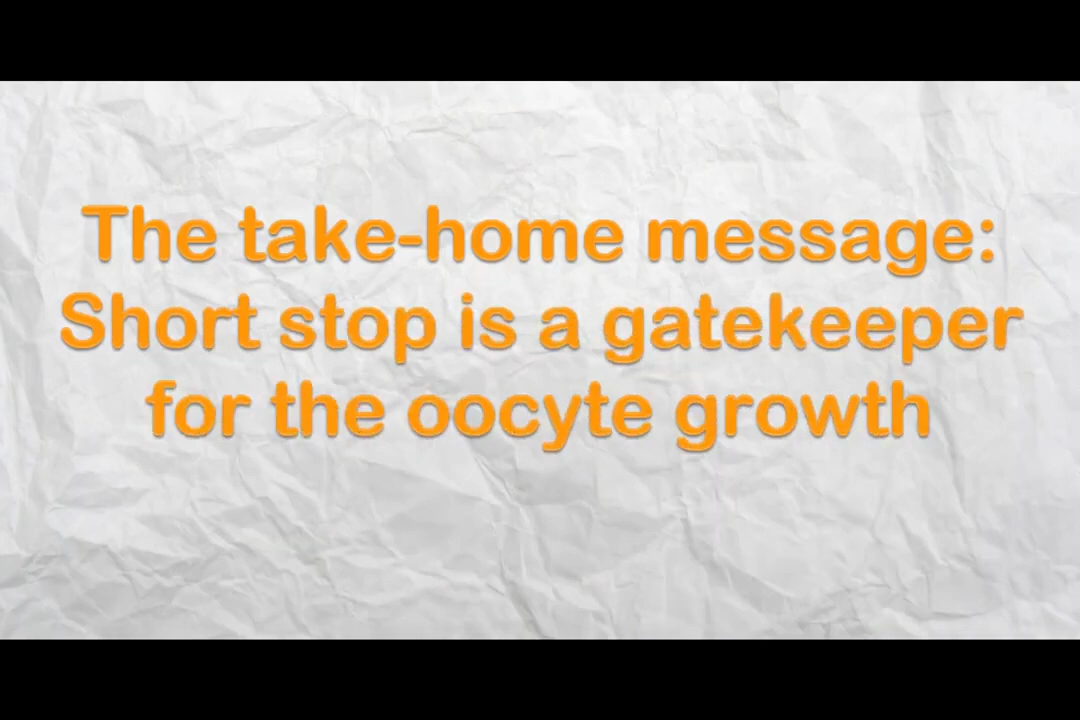 The take-home message:
Short stop is a gatekeeper
for the oocyte growth